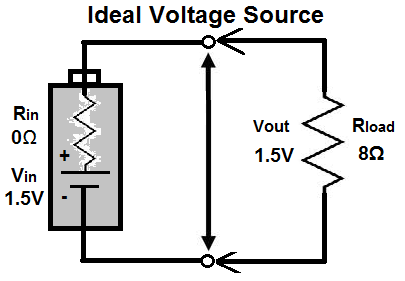 Ideal Voltage Source
Rin
0Ω
+
Vin
1.5V
-
Vout
1.5V
Rload
8Ω